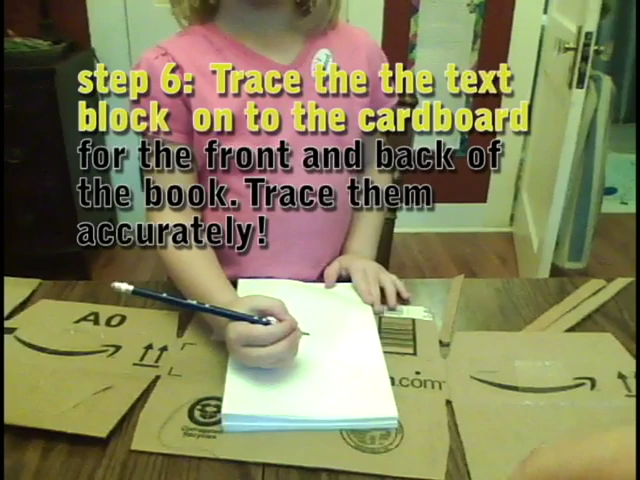 step 6: Trace the the text
block on to the cardboard
for the front and back of
the book. Trace them
accurately!
A0
.com